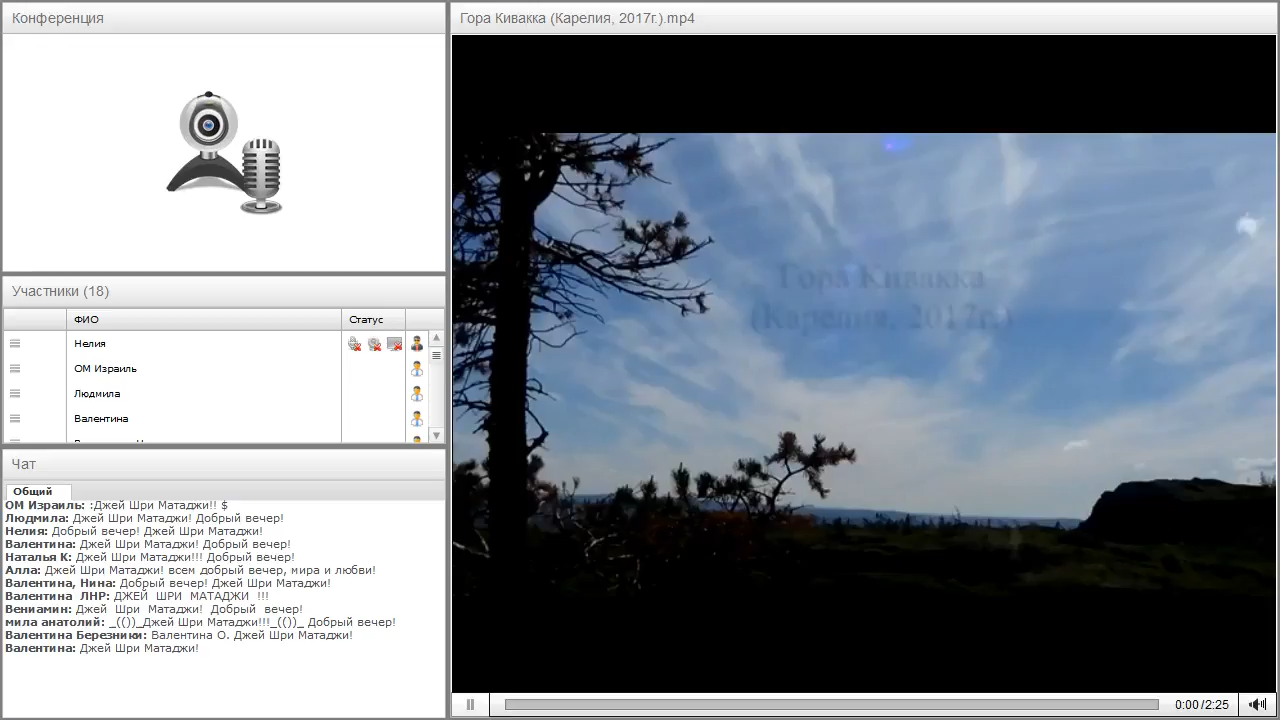 Конференция
Гора Кивакка (Карелия, 2017г.).mp4
Гора Кивакка
(Карелия, 2017г.)
Участники (18)
ФИО Статус
Нелия
ОМ Израиль
Людмила
Валентина
Чат
Общий
ОМ Израиль: :Джей Шри Матаджи!! $
Людмила: Джей Шри Матаджи! Добрый вечер!
Нелия: Добрый вечер! Джей Шри Матаджи!
Валентина: Джей Шри Матаджи! Добрый вечер!
Наталья К: Джей Шри Матаджи!!! Добрый вечер!
Алла: Джей Шри Матаджи! всем добрый вечер, мира и любви!
Валентина, Нина: Добрый вечер! Джей Шри Матаджи!
Валентина ЛНР: ДЖЕЙ ШРИ МАТАДЖИ !!!
Вениамин: Джей Шри Матаджи! Добрый вечер!
мила анатолий: _(())_Джей Шри Матаджи!!!_(())_ Добрый вечер!
Валентина Березники: Валентина О. Джей Шри Матаджи!
Валентина: Джей Шри Матаджи!
0:00/2:25